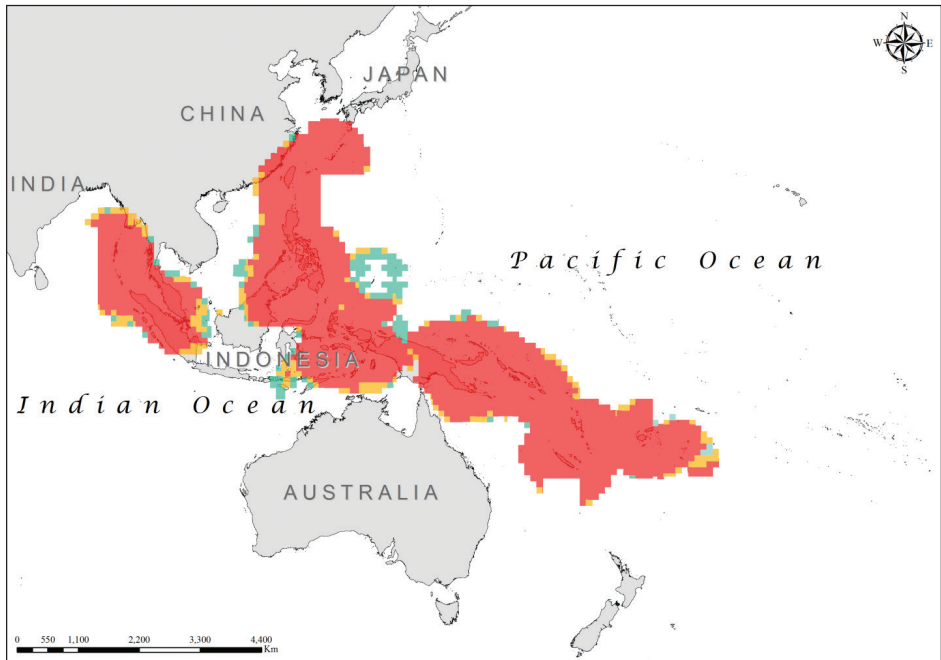 N
W E
S
JAPAN
CHINA
INDIA
Pacific Ocean
INDONESIA
Indian Ocean
AUSTRALIA
0 550 1,100 2,200 3,300 4,400
Km